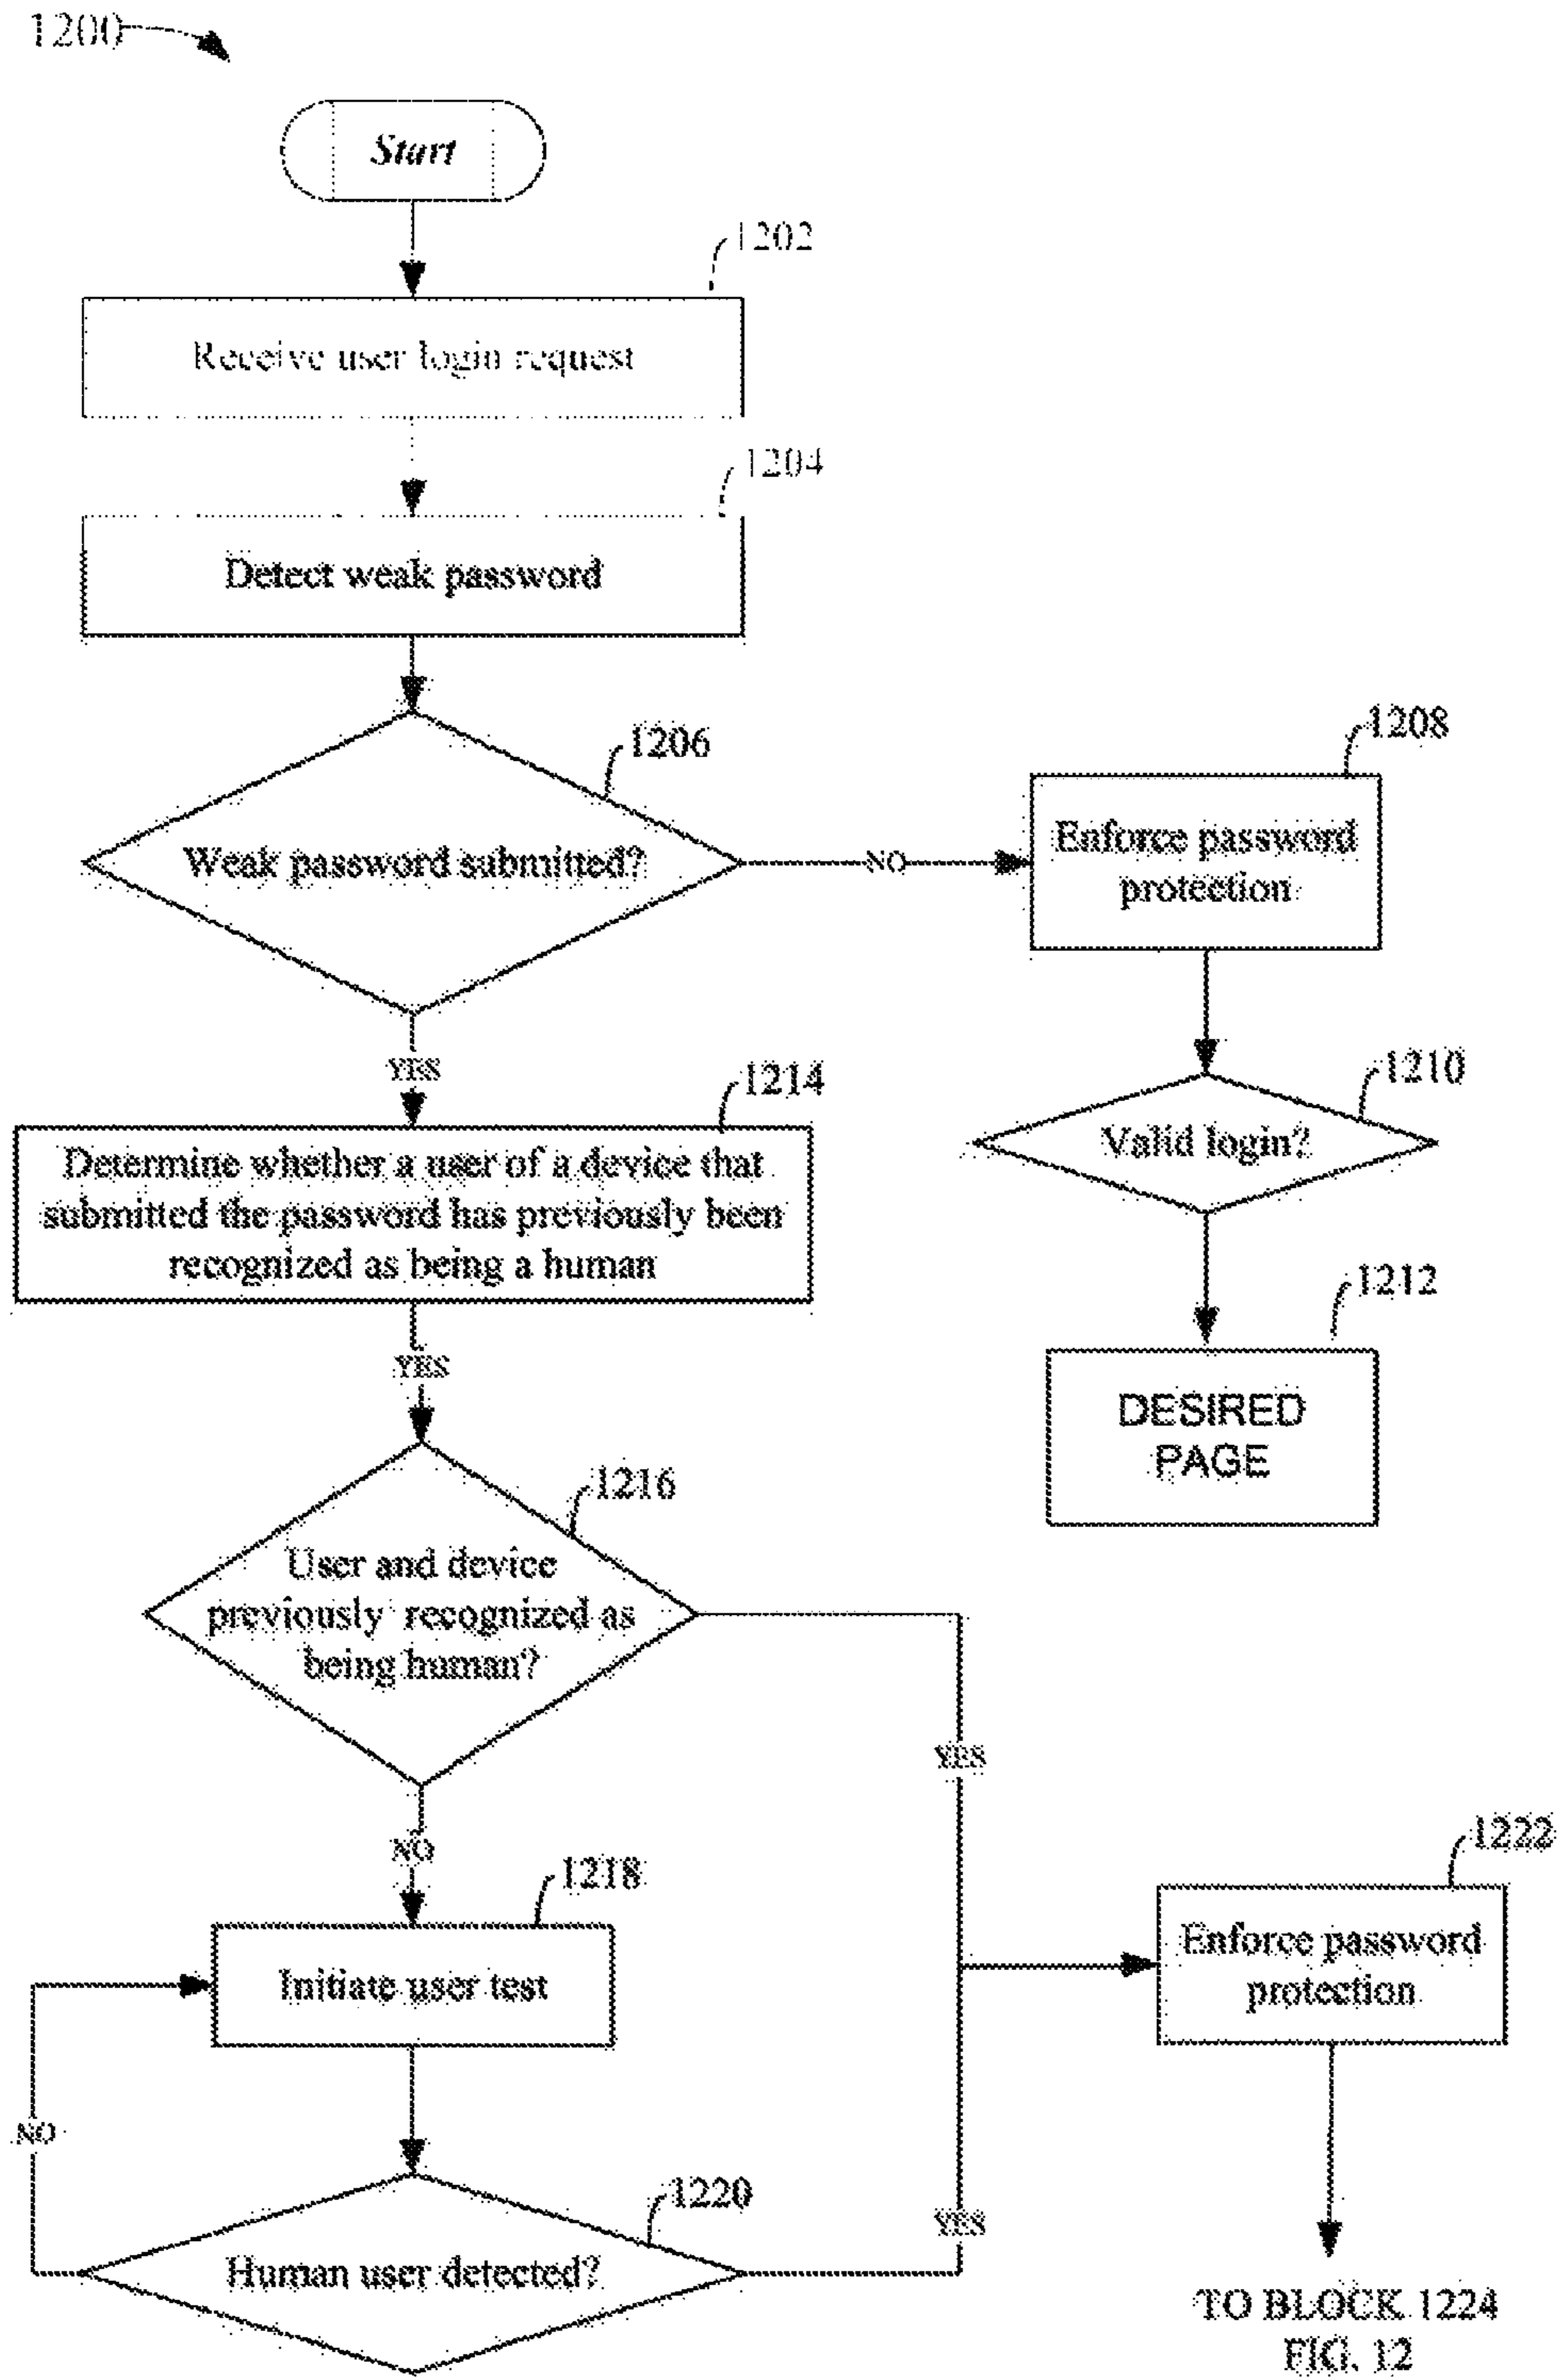 1200
Start
1202
Receive user login request
1204
Detect weak password
1206
Weak password submitted?
NO
1208
Enforce password
protection
YES
1210
Valid login?
1214
Determine whether a user of a device that
submitted the password has previously been
recognized as being a human
1212
DESIRED
PAGE
YES
1216
User and device
previously recognized as
being human?
YES
NO
1218
Initiate user test
1222
Enforce password
protection
NO
1220
Human user detected?
YES
TO BLOCK 1224
FIG. 12